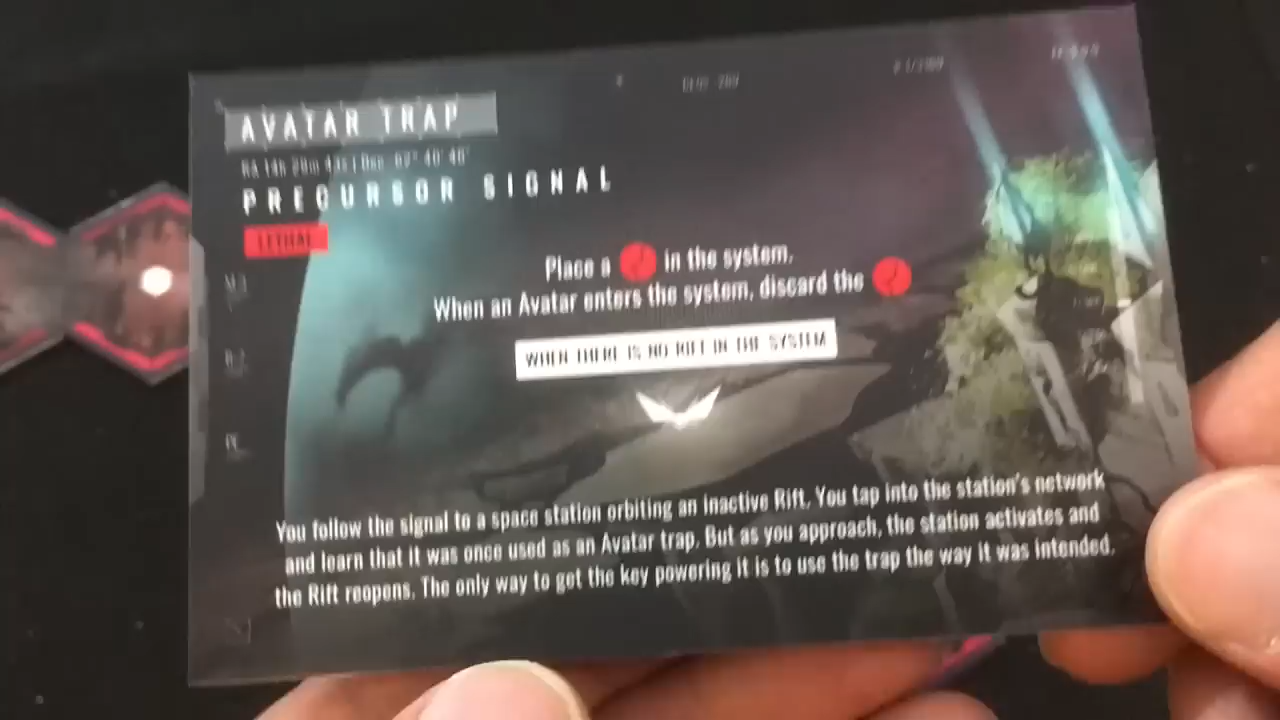 AVATAR TRAP
PRECURSOR SIGNAL
LETHAL
Place a in the system.
When an Avatar enters the system, discard the
WHEN THERE IS NO RIFT IN THE SYSTEM
You follow the signal to a space station orbiting an inactive Rift. You tap into the station's network
and learn that it was once used as an Avatar trap. But as you approach, the station activates and
the Rift reopens. The only way to get the key powering it is to use the trap the way it was intended.